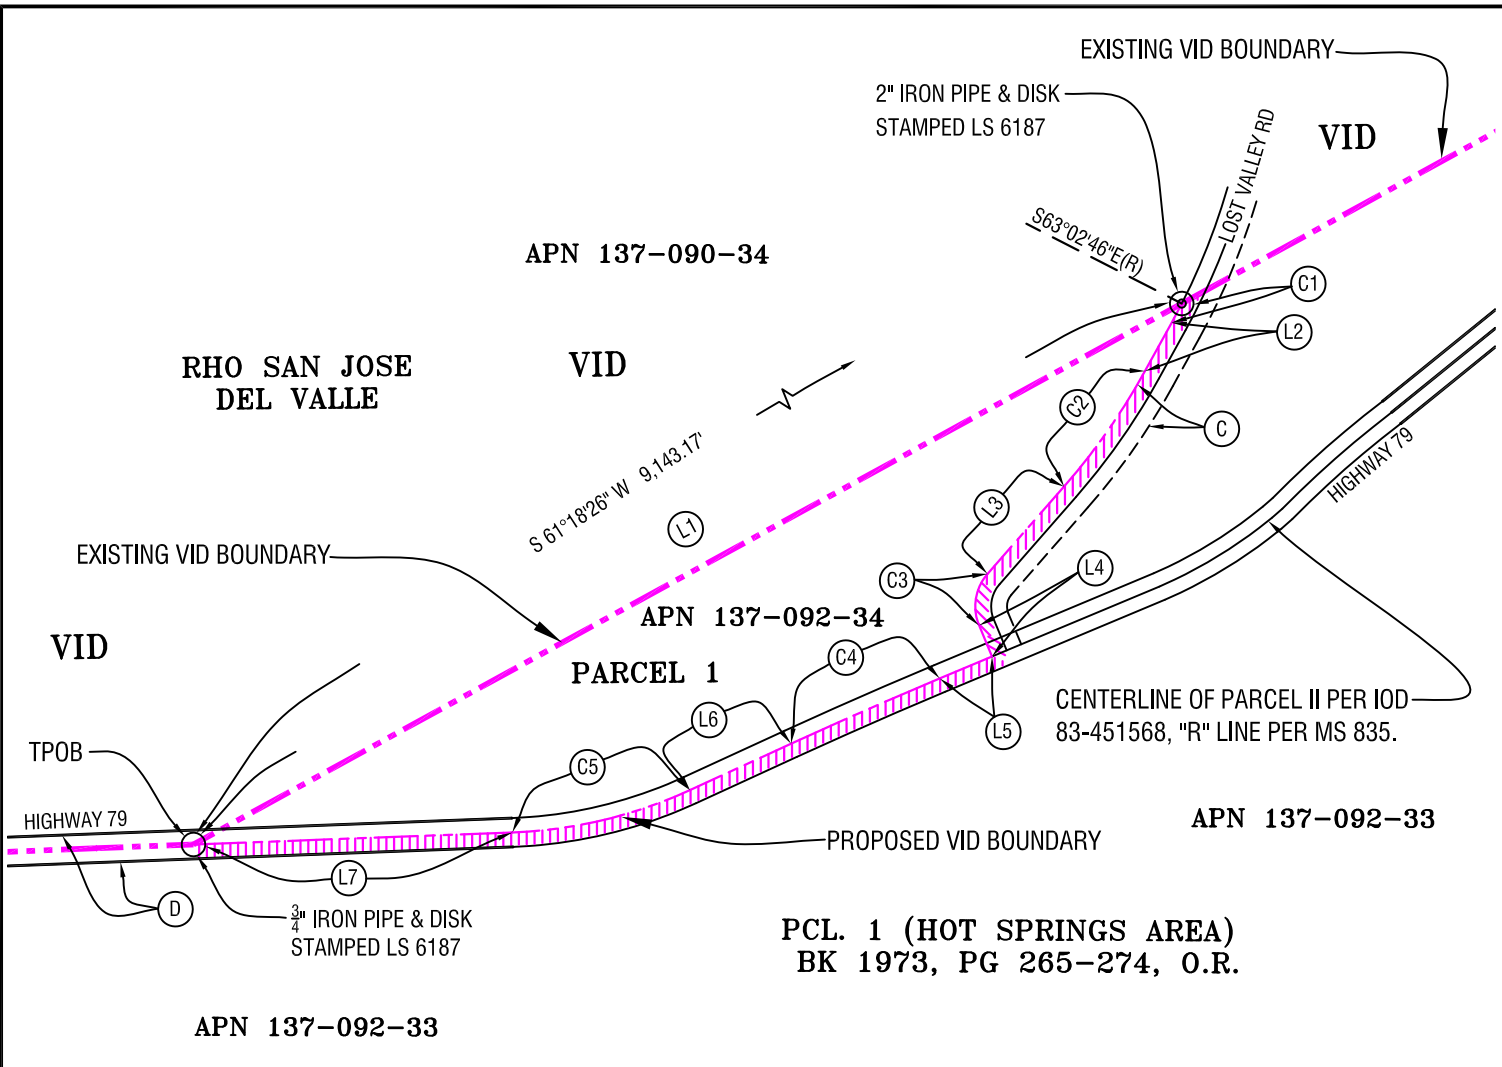 EXISTING VID BOUNDARY
2" IRON PIPE & DISK
STAMPED LS 6187
LOST VALLEY RD
VID
S63°02'46"E(R)
APN 137-090-34
C1
L2
RHO SAN JOSE
DEL VALLE
VID
C2
C
HIGHWAY 79
S 61°18'26" W 9,143.17'
L1
L3
EXISTING VID BOUNDARY
C3
L4
APN 137-092-34
VID
PARCEL 1
C4
CENTERLINE OF PARCEL II PER IOD
83-451568, "R" LINE PER MS 835.
L6
L5
TPOB
C5
HIGHWAY 79
APN 137-092-33
PROPOSED VID BOUNDARY
L7
D
3/4" IRON PIPE & DISK
STAMPED LS 6187
PCL. 1 (HOT SPRINGS AREA)
BK 1973, PG 265-274, O.R.
APN 137-092-33